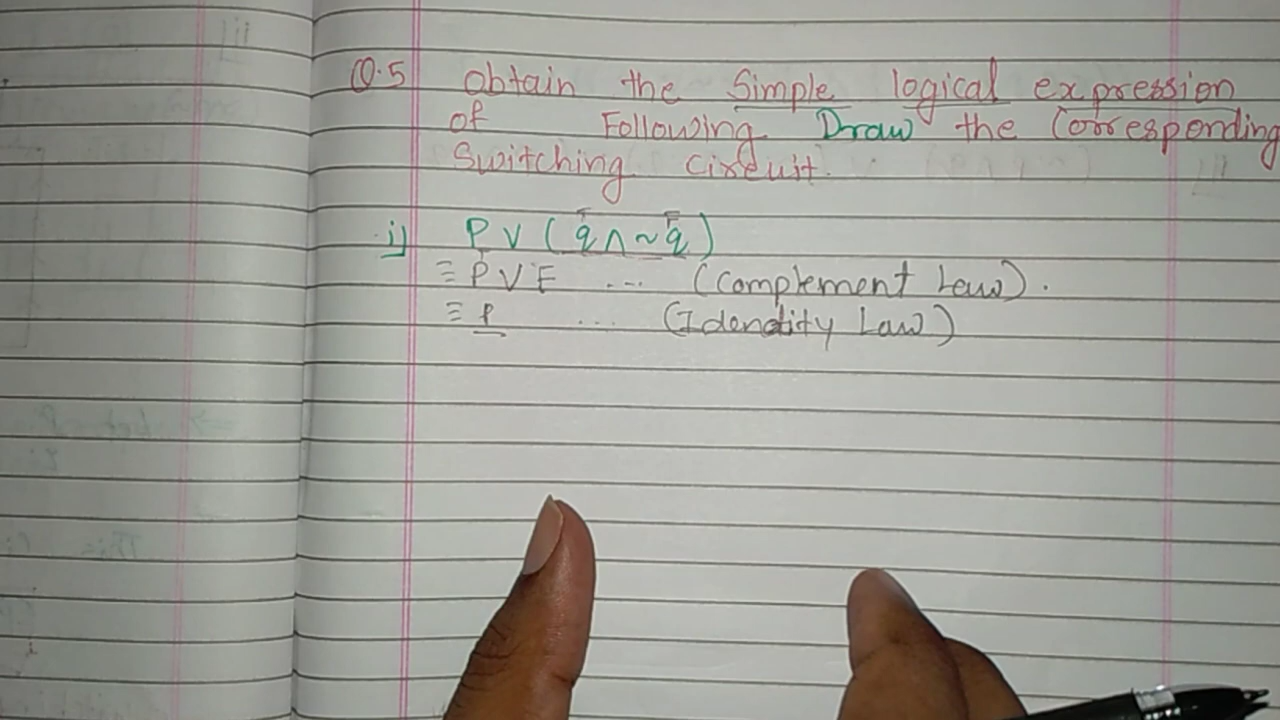 Q.5 Obtain the Simple logical expression
of Following Draw the Corresponding
Switching Circuit.
i) P V ( q ∧ ~ q )
T F
≡ P V F ... (Complement Law).
≡ P ... (Idendity Law)